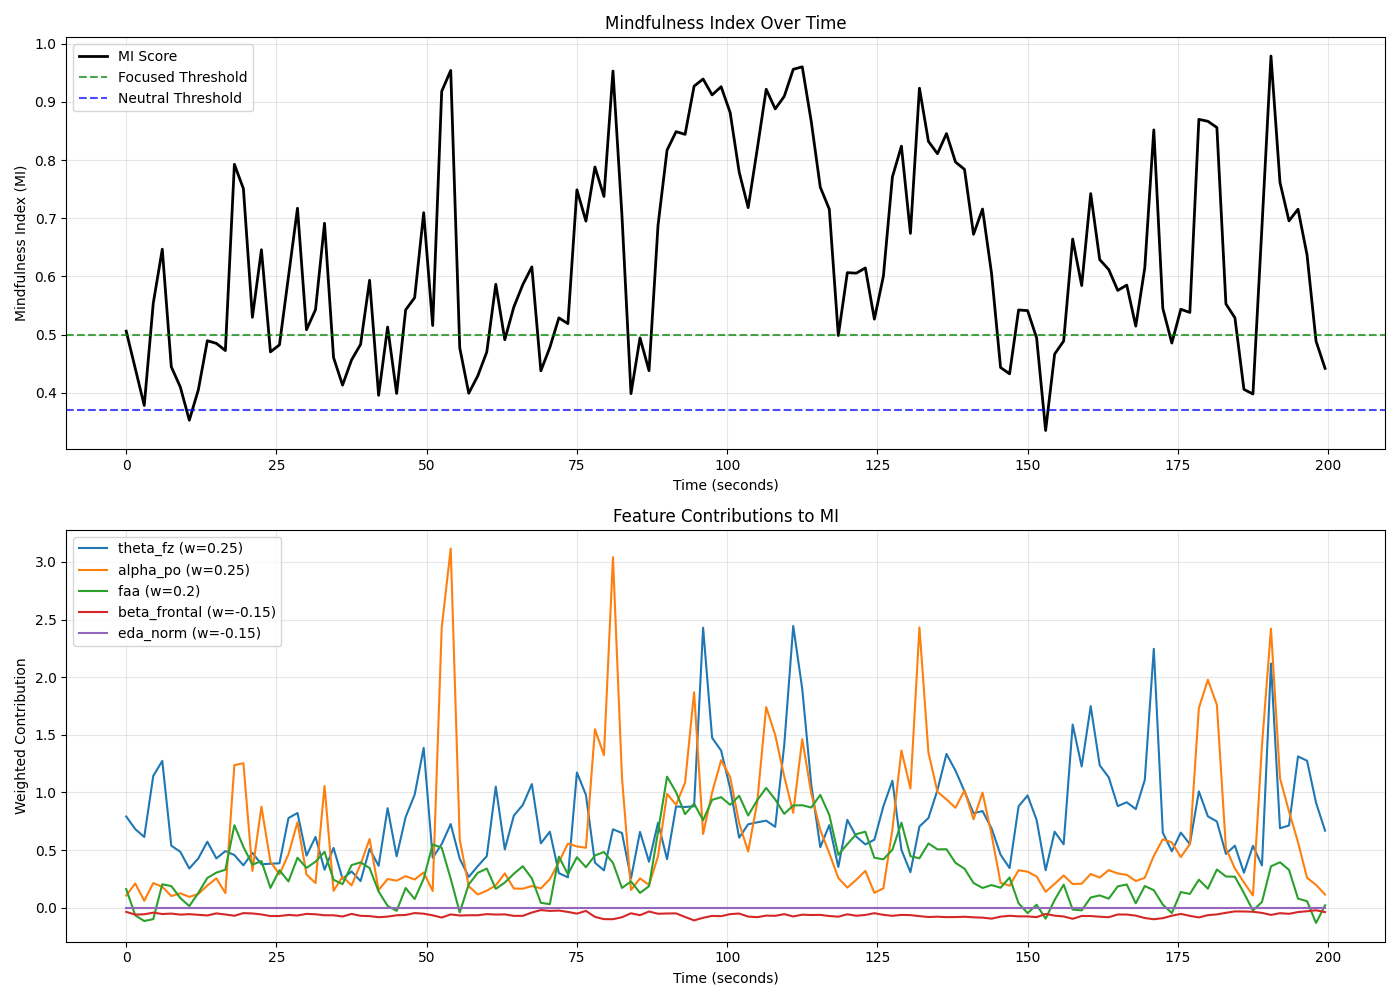 Mindfulness Index Over Time
Mindfulness Index (MI)
1.0
0.9
0.8
0.7
0.6
0.5
0.4
MI Score
Focused Threshold
Neutral Threshold
0 25 50 75 100 125 150 175 200
Time (seconds)
Feature Contributions to MI
Weighted Contribution
3.0
2.5
2.0
1.5
1.0
0.5
0.0
theta_fz (w=0.25)
alpha_po (w=0.25)
faa (w=0.2)
beta_frontal (w=-0.15)
eda_norm (w=-0.15)
0 25 50 75 100 125 150 175 200
Time (seconds)